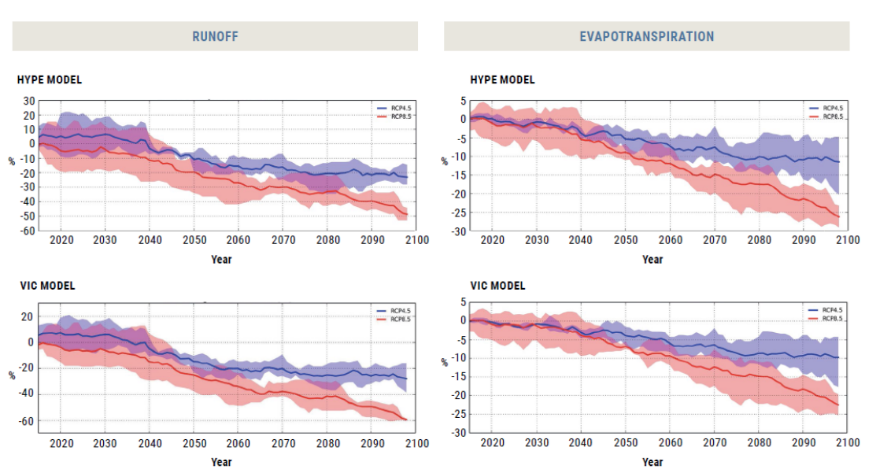 RUNOFF
EVAPOTRANSPIRATION
HYPE MODEL
30
20
10
0
-10
-20
-30
-40
-50
-60
%
RCP4.5
RCP8.5
2020 2030 2040 2050 2060 2070 2080 2090 2100
Year
HYPE MODEL
5
0
-5
-10
-15
-20
-25
-30
%
RCP4.5
RCP8.5
2020 2030 2040 2050 2060 2070 2080 2090 2100
Year
VIC MODEL
20
0
-20
-40
-60
%
RCP4.5
RCP8.5
2020 2030 2040 2050 2060 2070 2080 2090 2100
Year
VIC MODEL
5
0
-5
-10
-15
-20
-25
-30
%
RCP4.5
RCP8.5
2020 2030 2040 2050 2060 2070 2080 2090 2100
Year